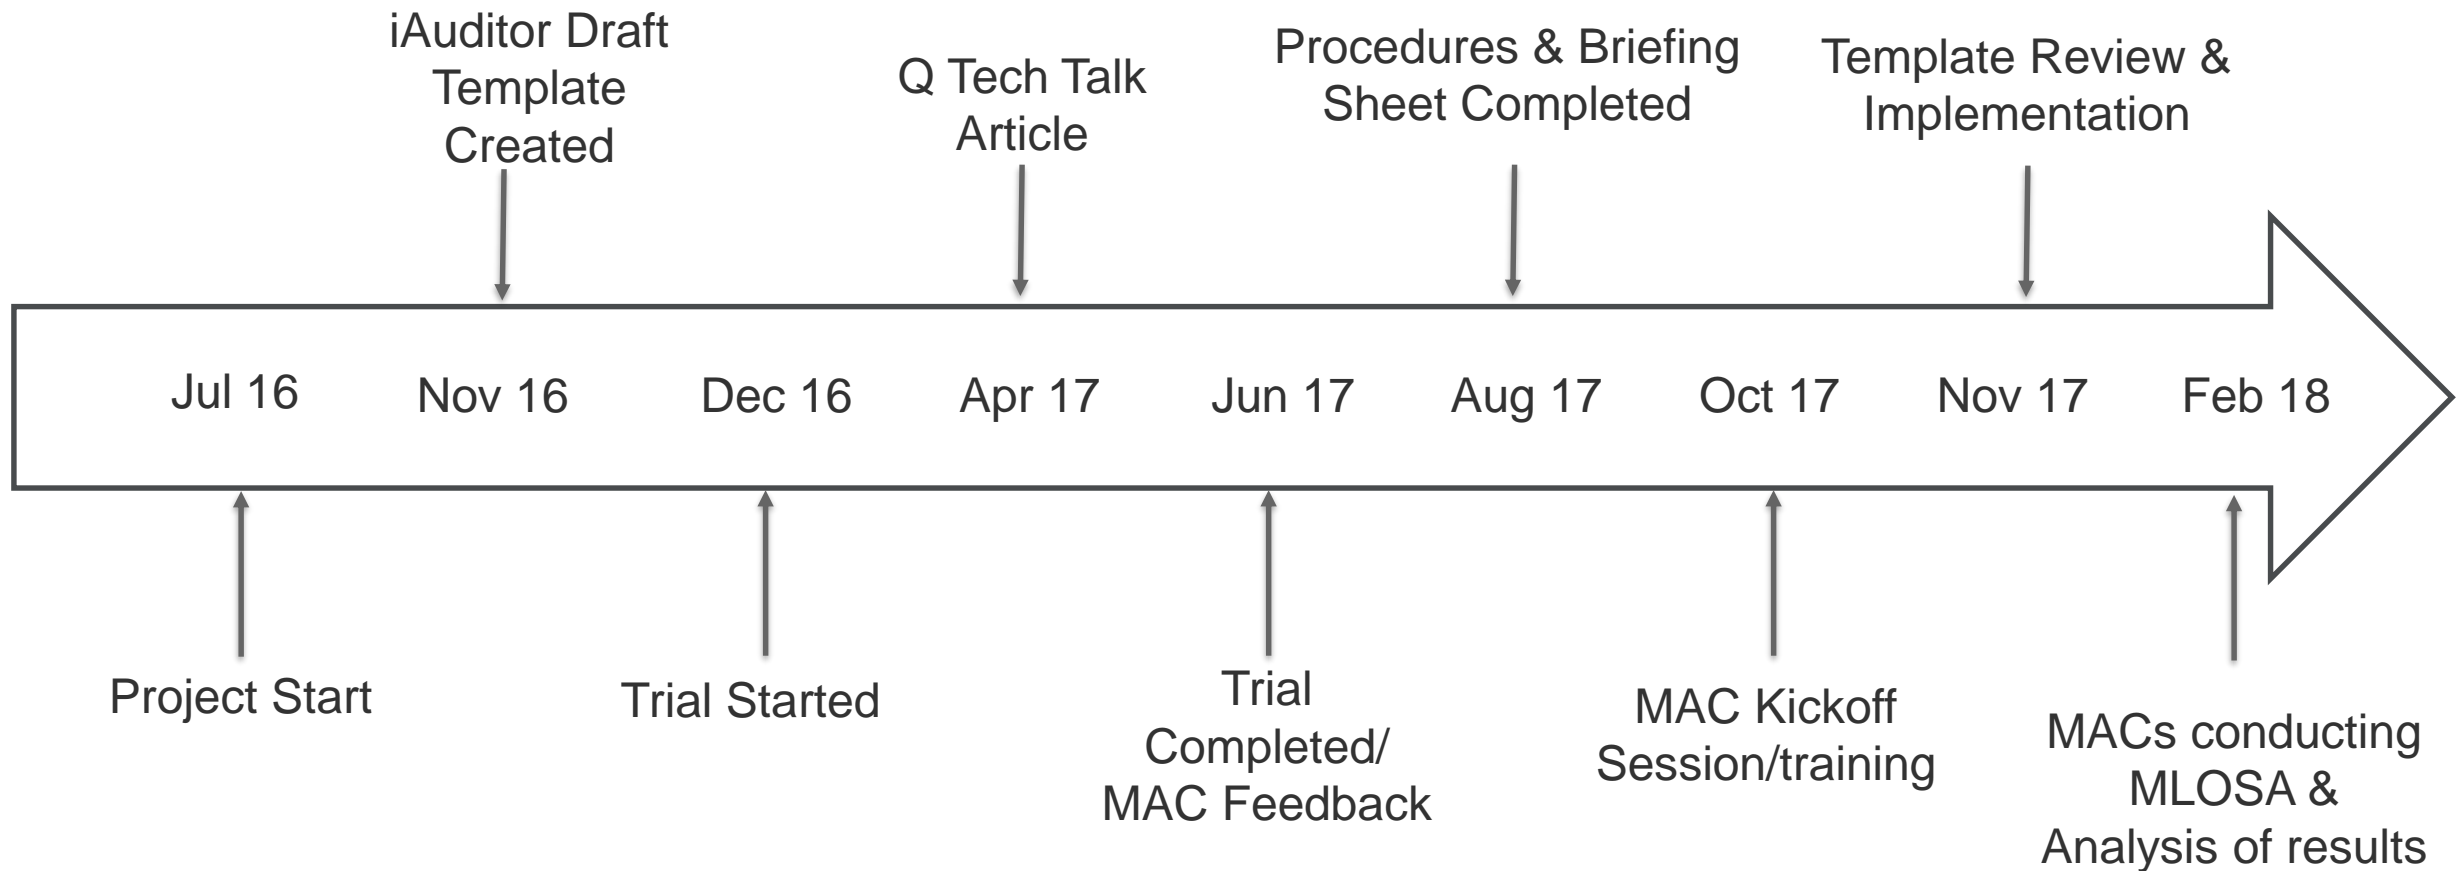 iAuditor Draft
Template
Created
Q Tech Talk
Article
Procedures & Briefing
Sheet Completed
Template Review &
Implementation
Jul 16
Nov 16
Dec 16
Apr 17
Jun 17
Aug 17
Oct 17
Nov 17
Feb 18
Project Start
Trial Started
Trial
Completed/
MAC Feedback
MAC Kickoff
Session/training
MACs conducting
MLOSA &
Analysis of results